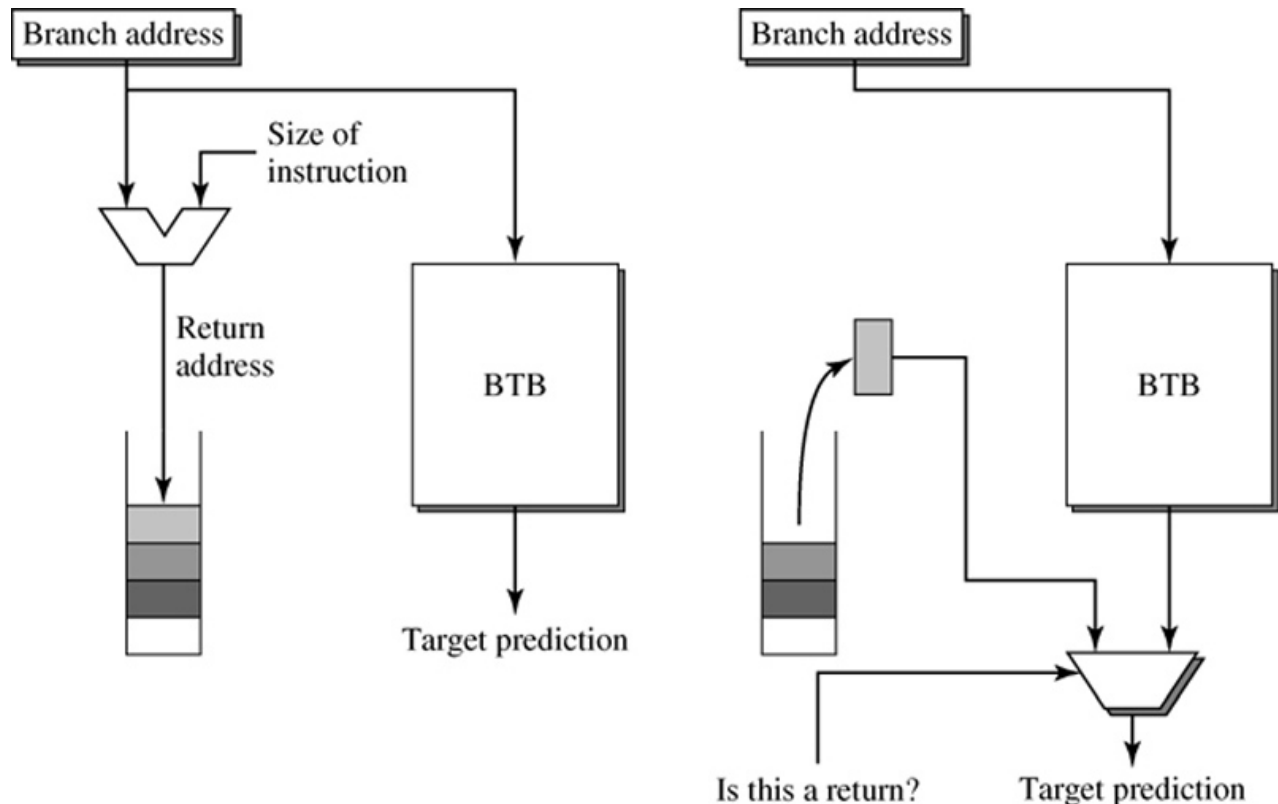 Branch address
Size of
instruction
Return
address
BTB
Target prediction
Branch address
BTB
Is this a return?
Target prediction